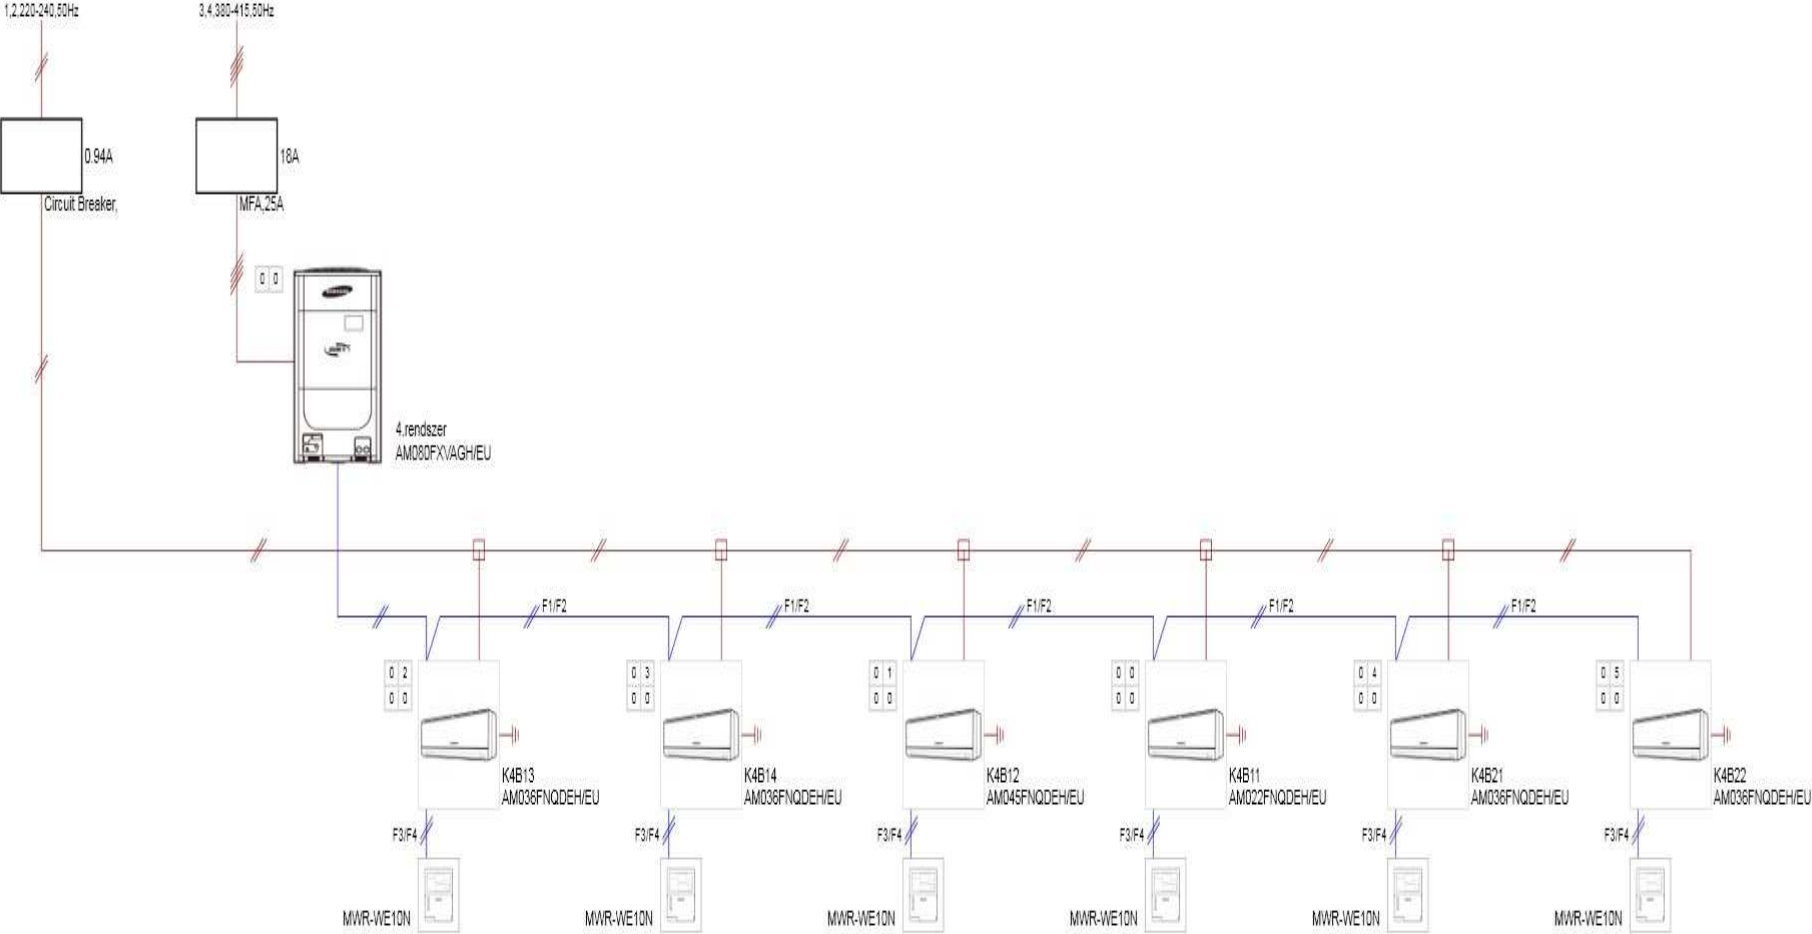 1,2,220-240,50Hz
3,4,380-415,50Hz
0.94A
18A
Circuit Breaker,
MFA,25A
0 0
SAMSUNG
4.rendszer
AM080FXVAGH/EU
F1/F2
F1/F2
F1/F2
F1/F2
F1/F2
0 2
0 0
0 3
0 0
0 1
0 0
0 0
0 0
0 4
0 0
0 5
0 0
K4B13
AM036FNQDEH/EU
K4B14
AM036FNQDEH/EU
K4B12
AM045FNQDEH/EU
K4B11
AM022FNQDEH/EU
K4B21
AM036FNQDEH/EU
K4B22
AM036FNQDEH/EU
F3/F4
F3/F4
F3/F4
F3/F4
F3/F4
F3/F4
MWR-WE10N
MWR-WE10N
MWR-WE10N
MWR-WE10N
MWR-WE10N
MWR-WE10N